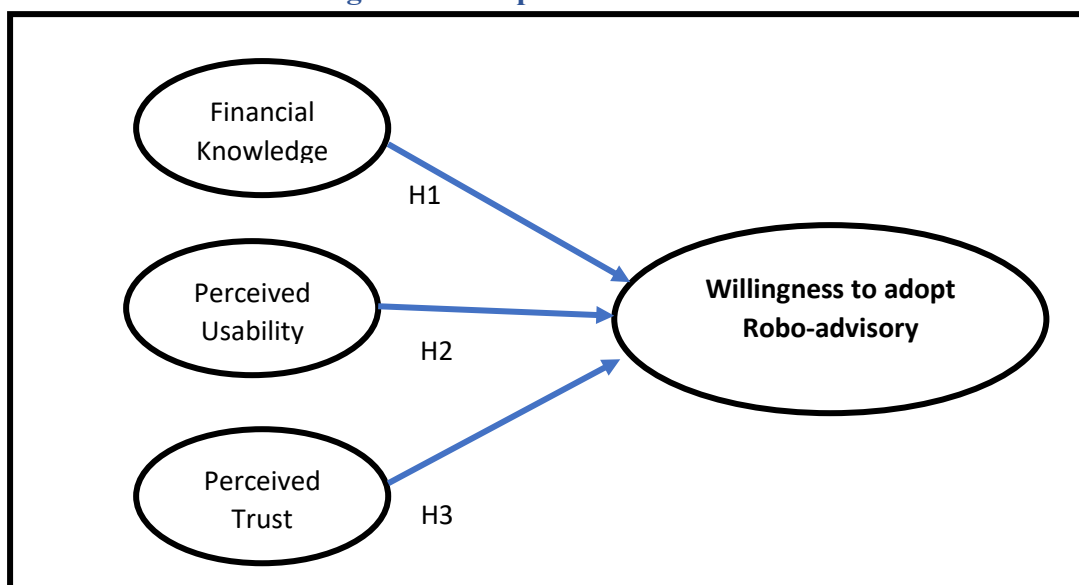 Financial
Knowledge
H1
Perceived
Usability
H2
Willingness to adopt
Robo-advisory
Perceived
Trust
H3